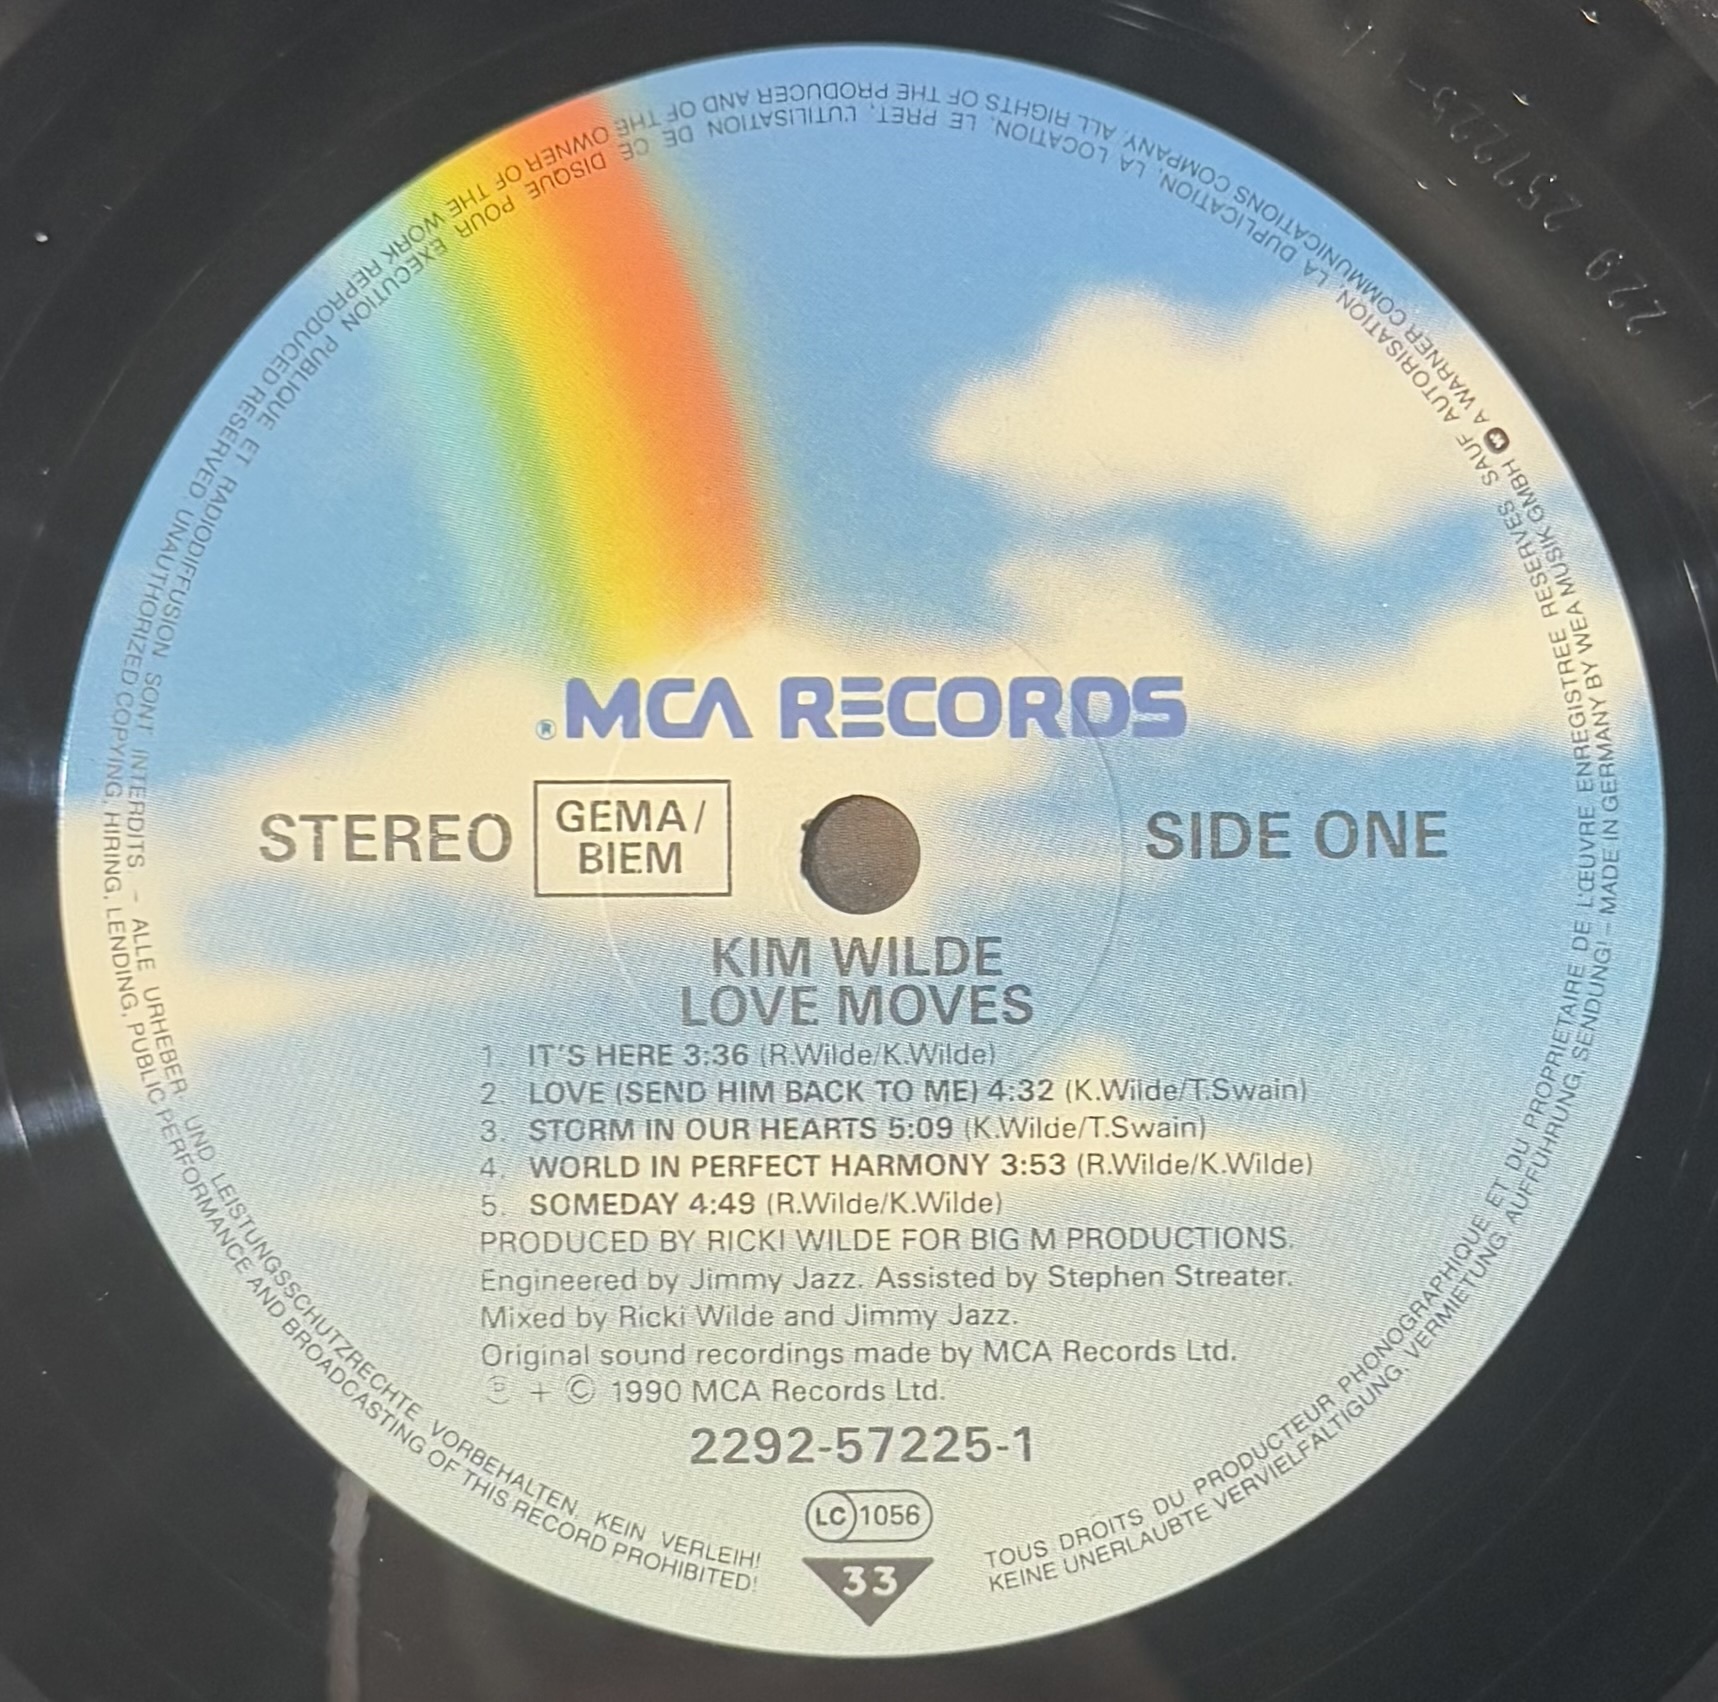 ® MCA RECORDS
STEREO
GEMA/
BIEM
SIDE ONE
KIM WILDE
LOVE MOVES
1. IT'S HERE 3:36 (R.Wilde/K.Wilde)
2. LOVE (SEND HIM BACK TO ME) 4:32 (K.Wilde/T.Swain)
3. STORM IN OUR HEARTS 5:09 (K.Wilde/T.Swain)
4. WORLD IN PERFECT HARMONY 3:53 (R.Wilde/K.Wilde)
5. SOMEDAY 4:49 (R.Wilde/K.Wilde)
PRODUCED BY RICKI WILDE FOR BIG M PRODUCTIONS.
Engineered by Jimmy Jazz. Assisted by Stephen Streater.
Mixed by Ricki Wilde and Jimmy Jazz.
Original sound recordings made by MCA Records Ltd.
℗ + © 1990 MCA Records Ltd.
2292-57225-1
LC 1056
33
TOUS DROITS DU PRODUCTEUR PHONOGRAPHIQUE ET DU PROPRIETAIRE DE L'ŒUVRE ENREGISTREE RESERVES SAUF AUTORISATION, LA DUPLICATION, LA LOCATION, LE PRET, L'UTILISATION DE CE DISQUE POUR EXECUTION PUBLIQUE ET RADIODIFFUSION SONT INTERDITS. – ALLE URHEBER- UND LEISTUNGSSCHUTZRECHTE VORBEHALTEN. KEIN VERLEIH!
KEINE UNERLAUBTE VERVIELFÄLTIGUNG, VERMIETUNG, AUFFÜHRUNG, SENDUNG! – MADE IN GERMANY BY WEA MUSIK GMBH A WARNER COMMUNICATIONS COMPANY. ALL RIGHTS OF THE PRODUCER AND OF THE OWNER OF THE WORK REPRODUCED RESERVED. UNAUTHORIZED COPYING, HIRING, LENDING, PUBLIC PERFORMANCE AND BROADCASTING OF THIS RECORD PROHIBITED!